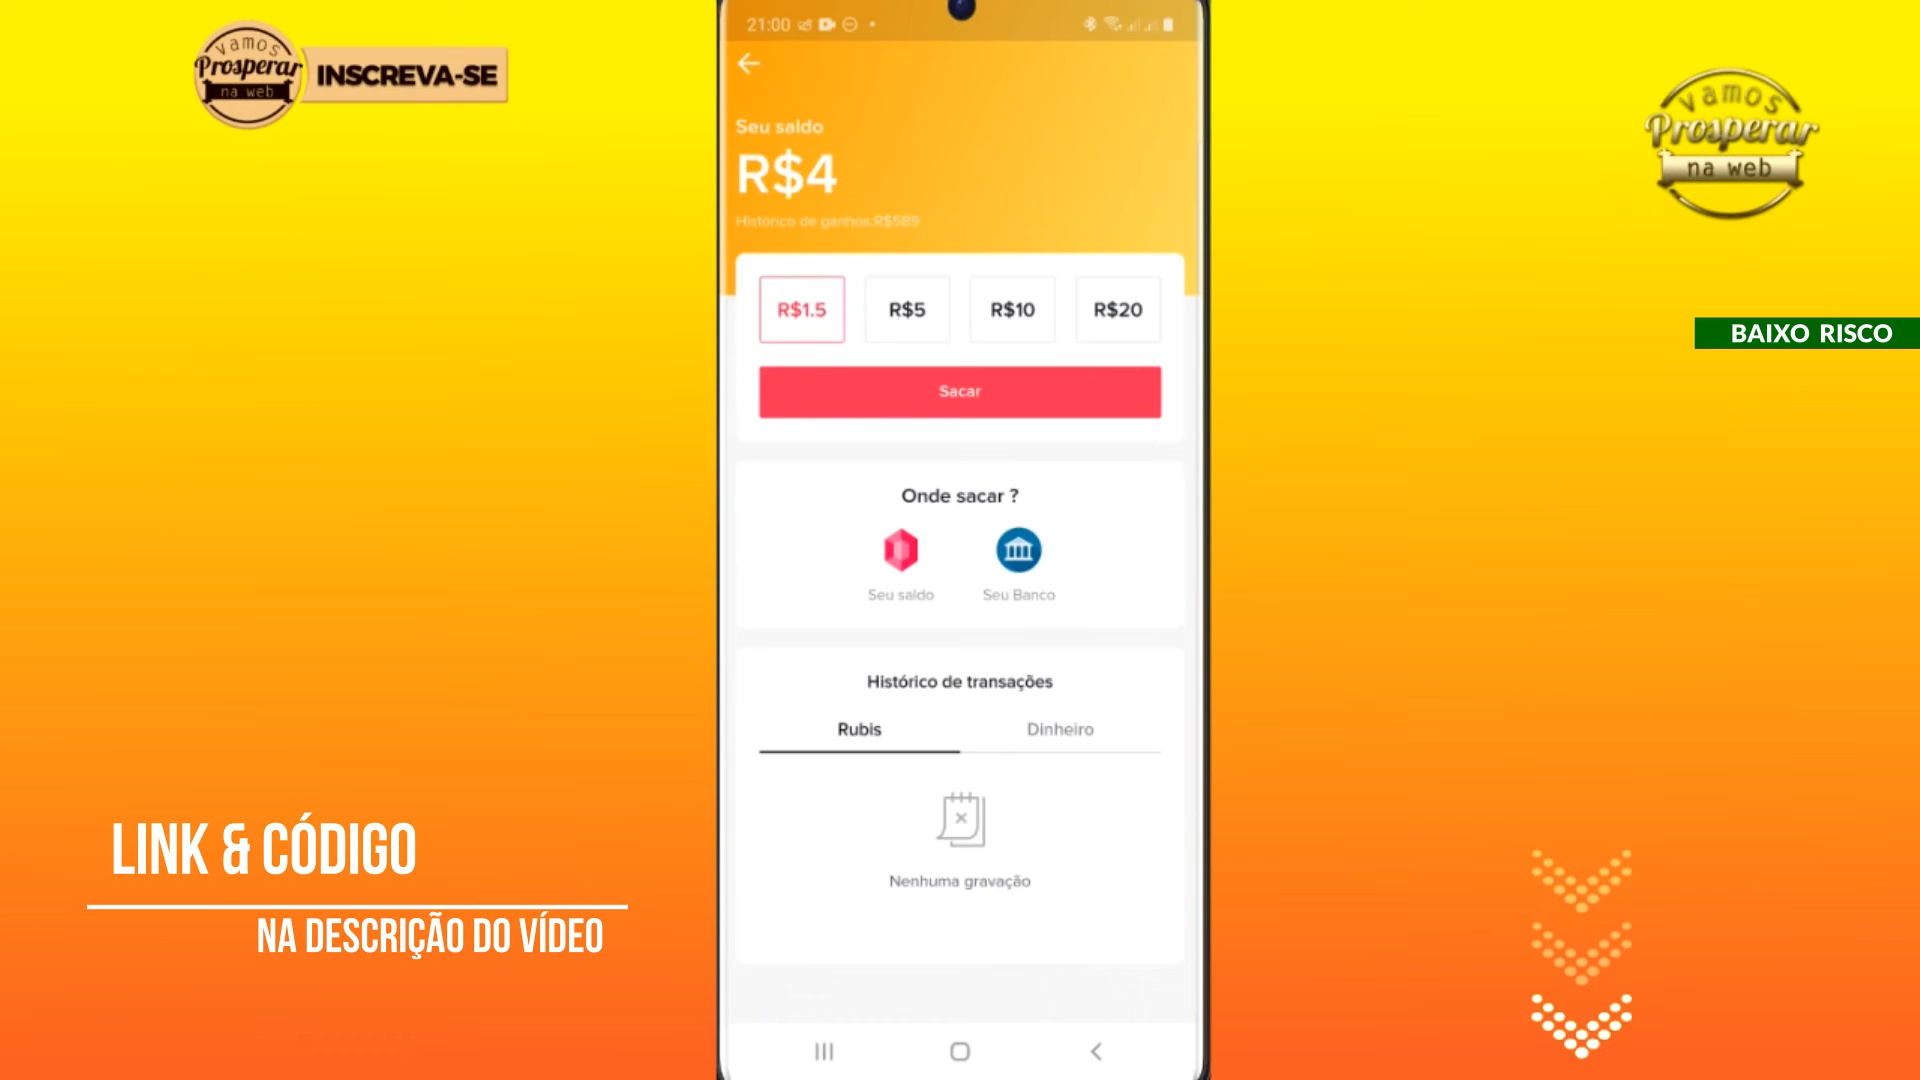 vamos
Prosperar
na web
INSCREVA-SE
vamos
Prosperar
na web
BAIXO RISCO
21:00
Seu saldo
R$4
Histórico de ganhos:R$589
R$1.5 R$5 R$10 R$20
Sacar
Onde sacar ?
Seu saldo Seu Banco
Histórico de transações
Rubis Dinheiro
Nenhuma gravação
LINK & CÓDIGO
NA DESCRIÇÃO DO VÍDEO